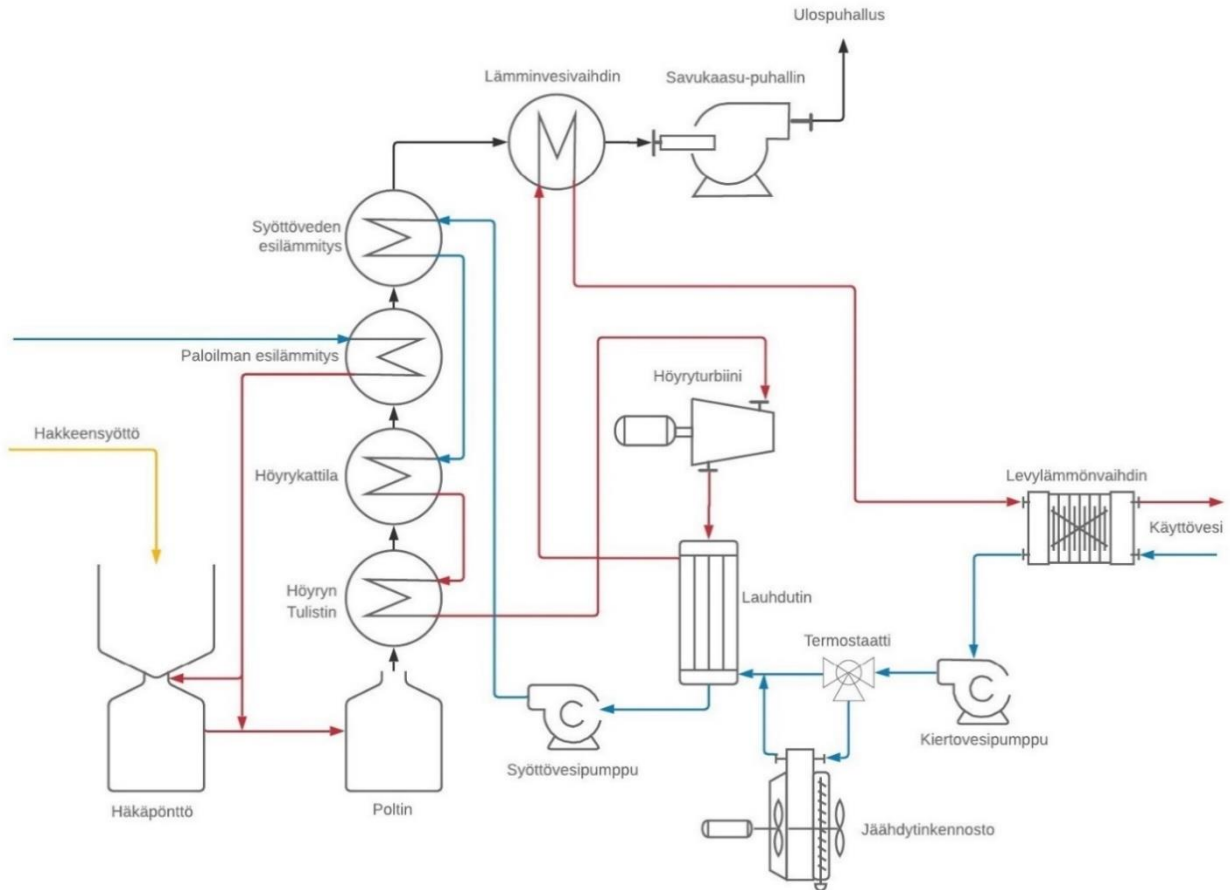 Ulospuhallus
Lämminvesivaihdin
Savukaasu-puhallin
Syöttöveden
esilämmitys
Paloilman esilämmitys
Höyryturbiini
Hakkeensyöttö
Höyrykattila
Levylämmönvaihdin
Käyttövesi
Höyryn
Tulistin
Lauhdutin
Termostaatti
Kiertovesipumppu
Syöttövesipumppu
Häkäpönttö
Poltin
Jäähdytinkennosto